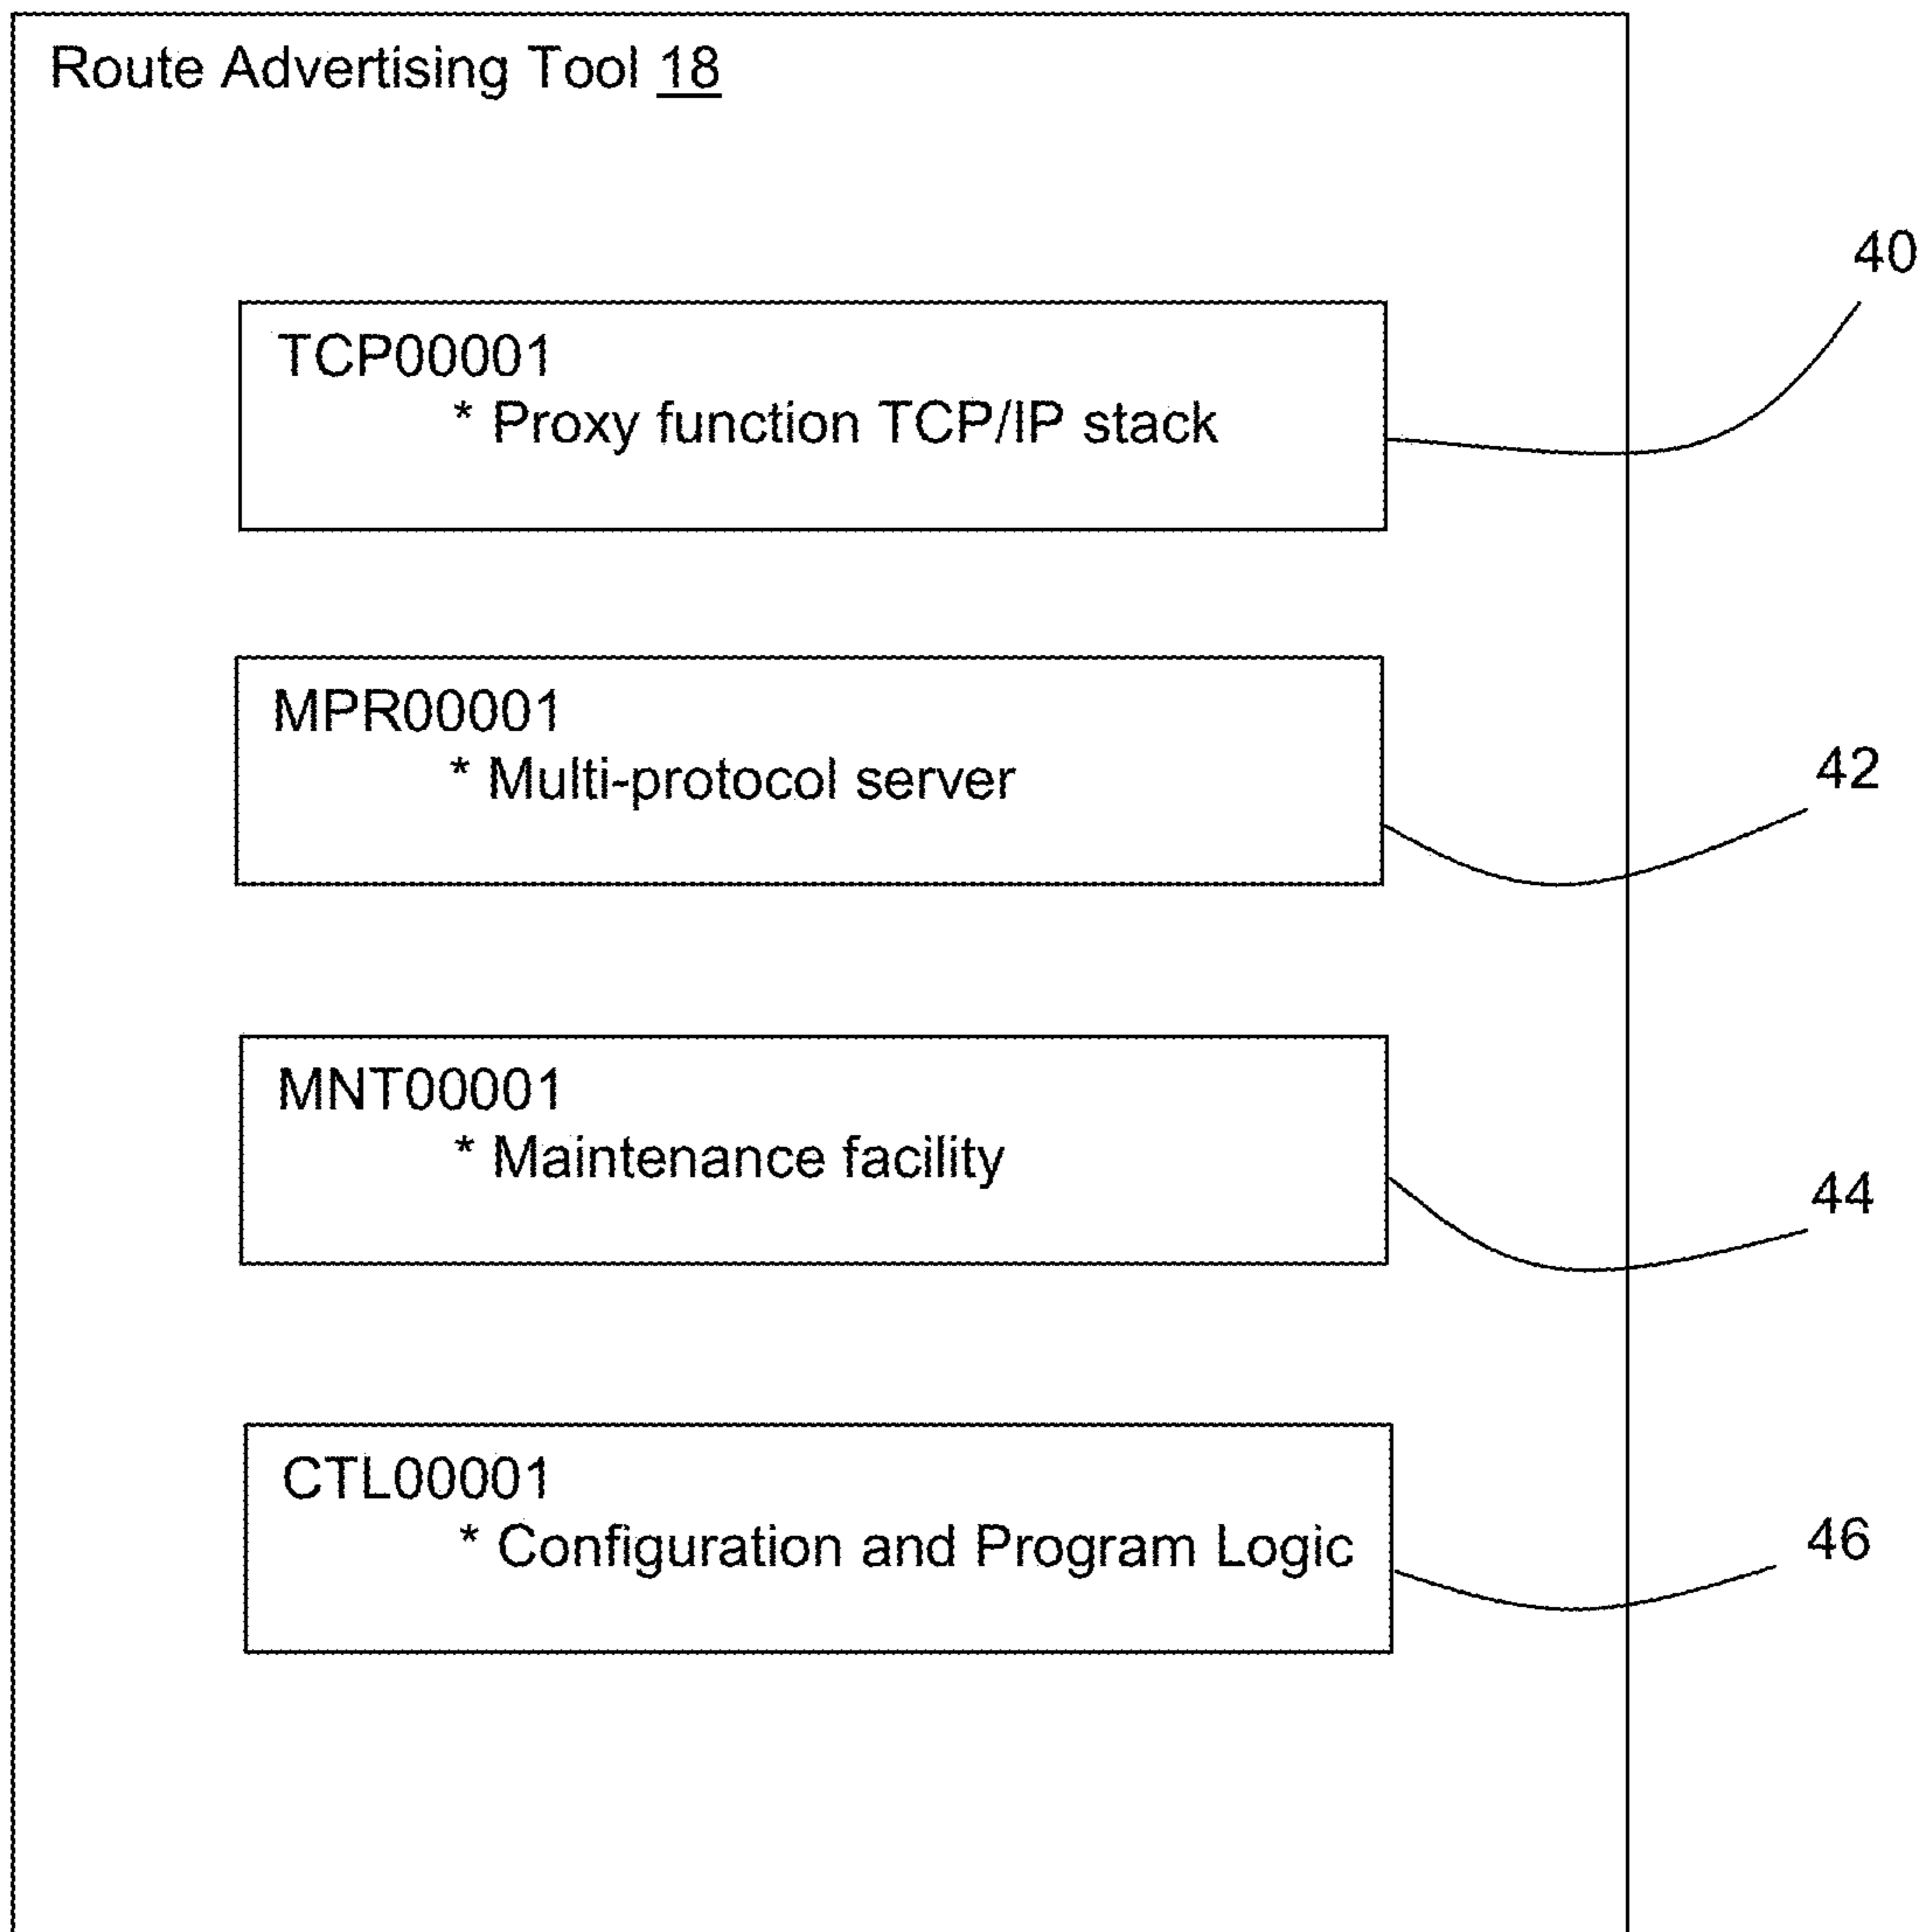 Route Advertising Tool 18
40
TCP00001
* Proxy function TCP/IP stack
MPR00001
* Multi-protocol server
42
MNT00001
* Maintenance facility
44
CTL00001
* Configuration and Program Logic
46